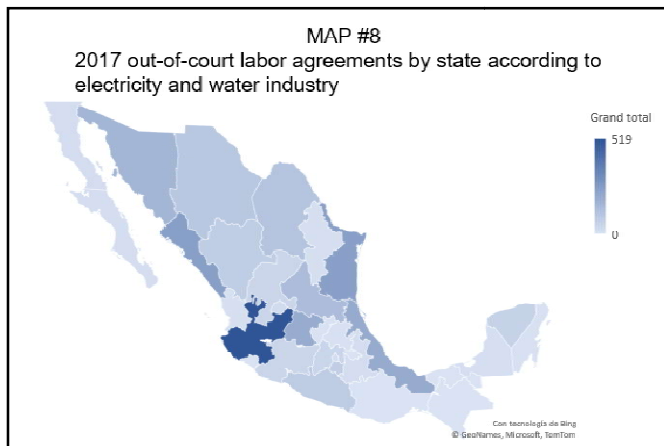 MAP #8
2017 out-of-court labor agreements by state according to
electricity and water industry
Grand total
519
0
Con tecnología de Bing
© GeoNames, Microsoft, TomTom